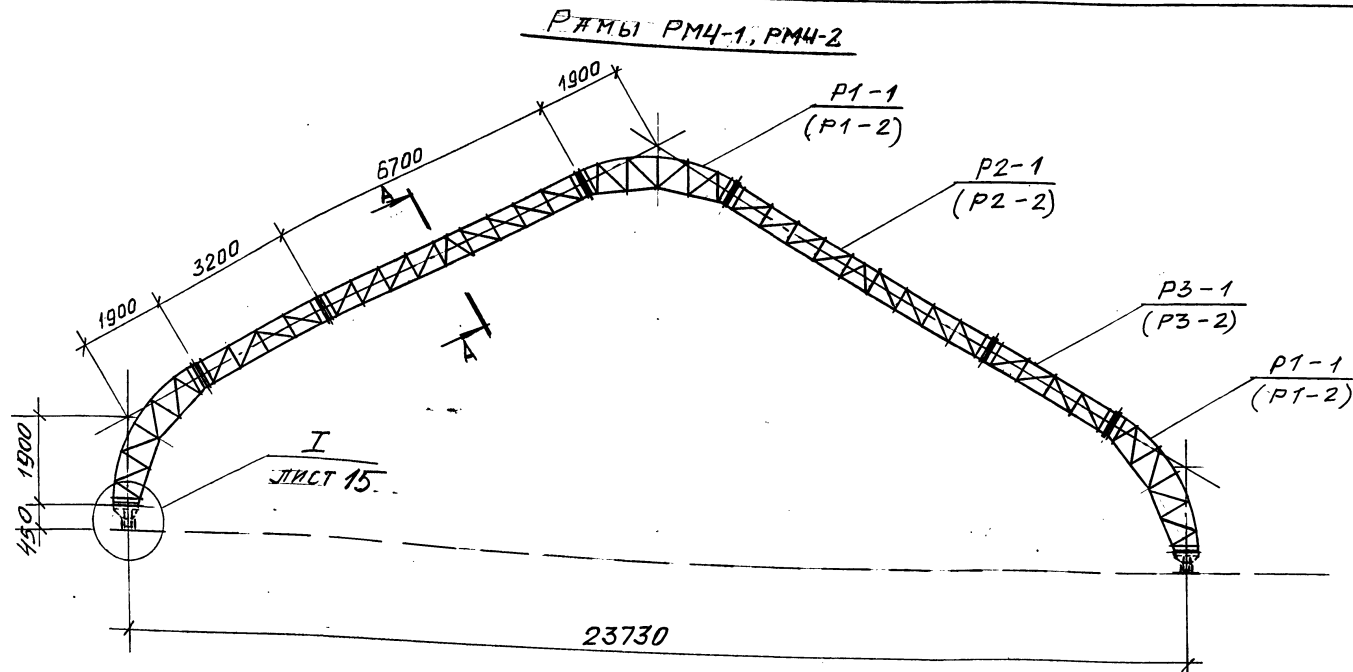 Рамы РМ4-1, РМ4-2
1900
6700
3200
1900
А
А
Р1-1
(Р1-2)
Р2-1
(Р2-2)
Р3-1
(Р3-2)
Р1-1
(Р1-2)
I
лист 15
1900
450
23730